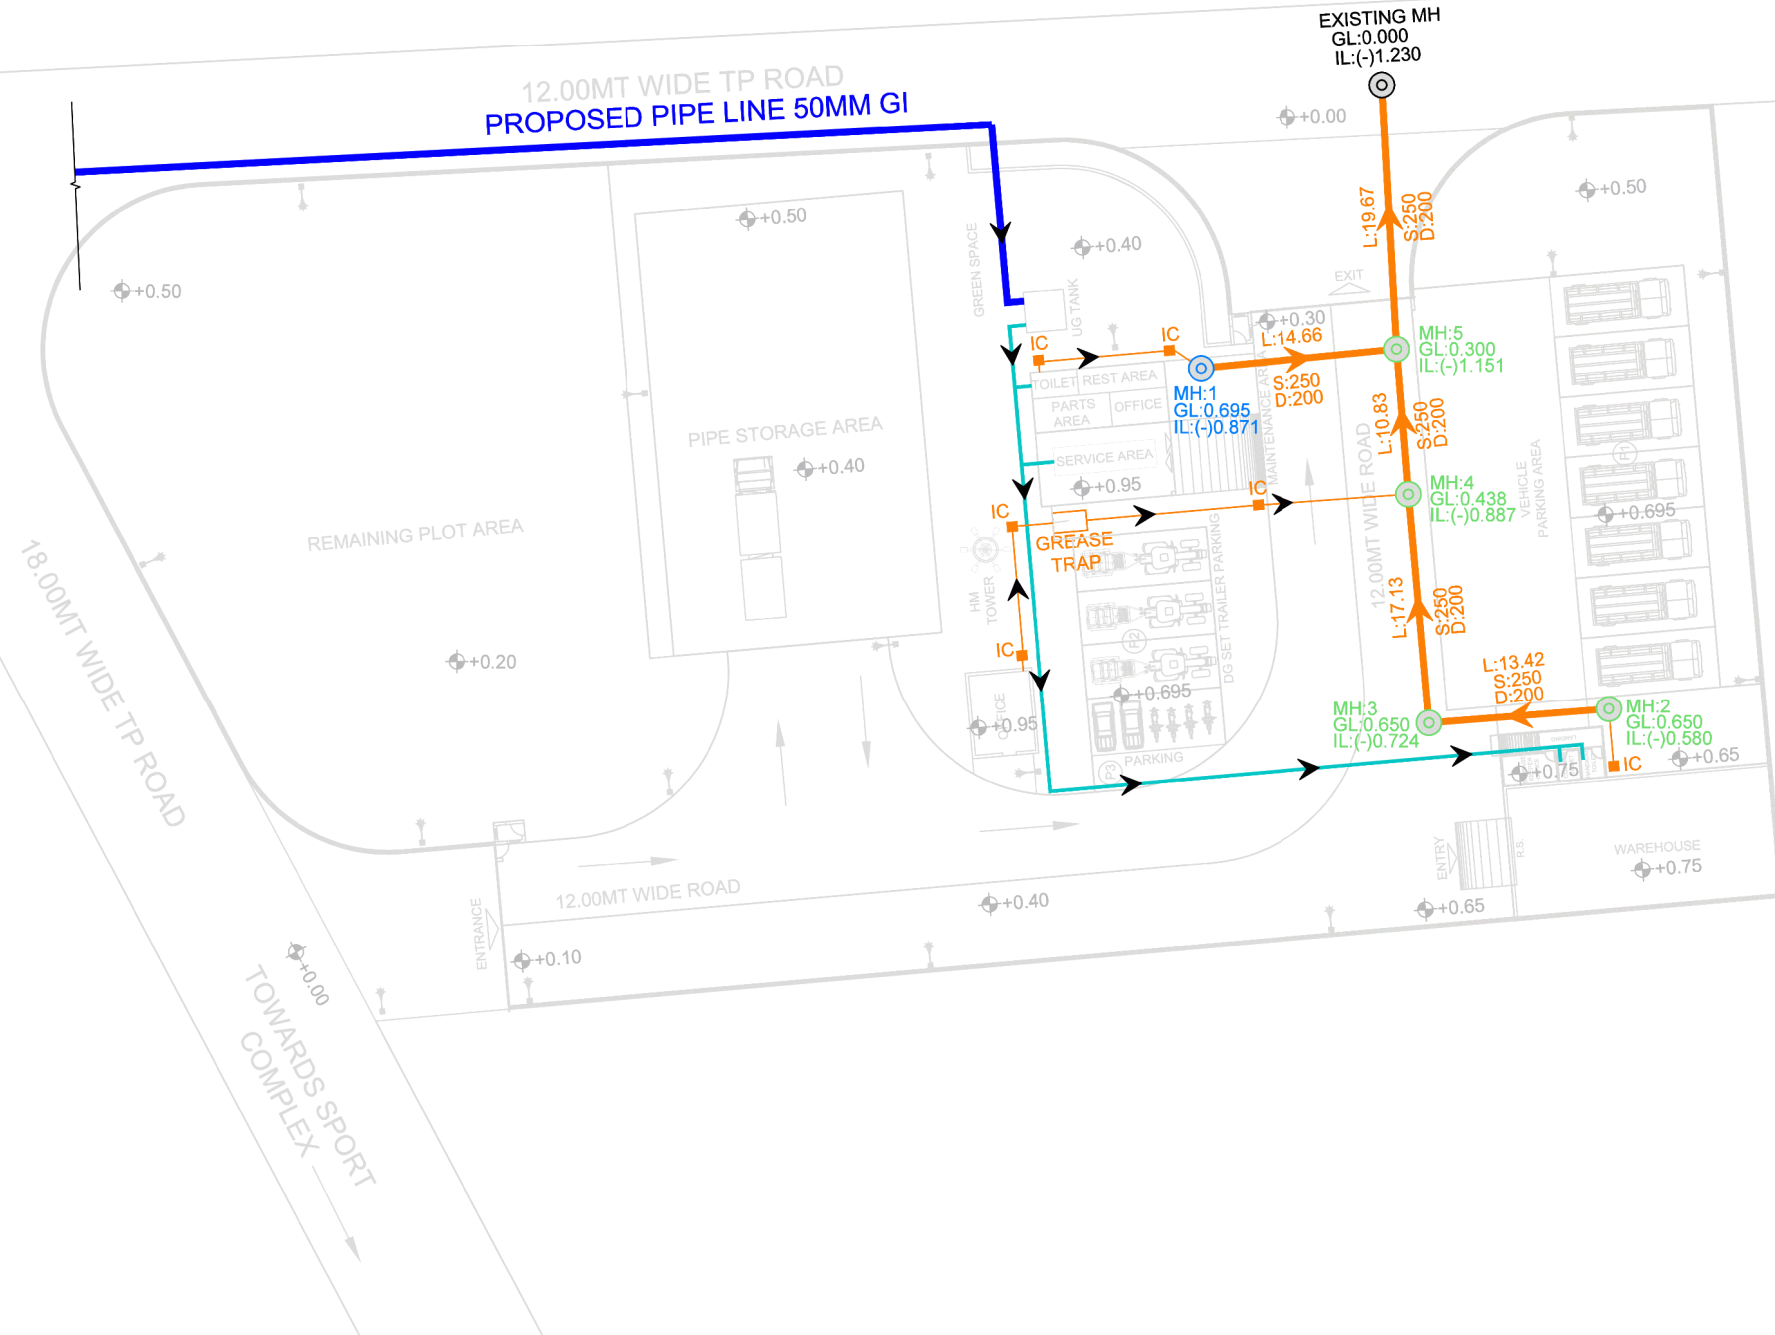 EXISTING MH
GL:0.000
IL:(-)1.230
12.00MT WIDE TP ROAD
PROPOSED PIPE LINE 50MM GI
+0.00
+0.50
+0.50
+0.50
+0.40
GREEN SPACE
UG TANK
EXIT
+0.30
L:19.67
S:250
D:200
IC
IC
L:14.66
S:250
D:200
MH:5
GL:0.300
IL:(-)1.151
MH:1
GL:0.695
IL:(-)0.871
TOILET
REST AREA
PARTS
AREA
OFFICE
SERVICE AREA
+0.95
MAINTENANCE AREA
L:10.83
S:250
D:200
12.00MT WIDE ROAD
VEHICLE
PARKING AREA
+0.695
PIPE STORAGE AREA
+0.40
REMAINING PLOT AREA
+0.20
IC
IC
MH:4
GL:0.438
IL:(-)0.887
GREASE
TRAP
HM
TOWER
DG SET TRAILER PARKING
P2
L:17.13
S:250
D:200
IC
OFFICE
+0.95
+0.695
PARKING
P3
L:13.42
S:250
D:200
MH:3
GL:0.650
IL:(-)0.724
MH:2
GL:0.650
IL:(-)0.580
IC
+0.65
+0.75
18.00MT WIDE TP ROAD
ENTRY
R.S.
WAREHOUSE
+0.75
12.00MT WIDE ROAD
+0.40
+0.65
ENTRANCE
+0.10
+0.00
TOWARDS SPORT
COMPLEX